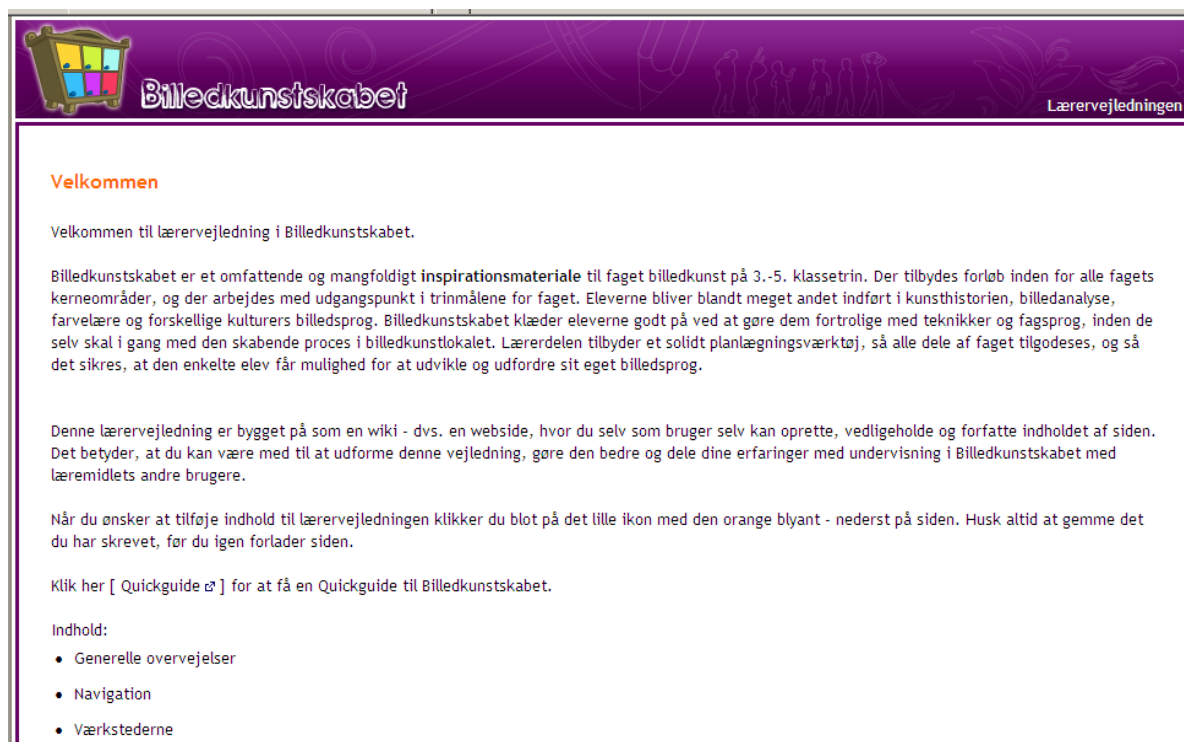 Billedkunstskabet
Lærervejledningen
Velkommen
Velkommen til lærervejledning i Billedkunstskabet.
Billedkunstskabet er et omfattende og mangfoldigt inspirationsmateriale til faget billedkunst på 3.-5. klassetrin. Der tilbydes forløb inden for alle fagets
kerneområder, og der arbejdes med udgangspunkt i trinmålene for faget. Eleverne bliver blandt meget andet indført i kunsthistorien, billedanalyse,
farvelære og forskellige kulturers billedsprog. Billedkunstskabet klæder eleverne godt på ved at gøre dem fortrolige med teknikker og fagsprog, inden de
selv skal i gang med den skabende proces i billedkunstlokalet. Lærerdelen tilbyder et solidt planlægningsværktøj, så alle dele af faget tilgodeses, og så
det sikres, at den enkelte elev får mulighed for at udvikle og udfordre sit eget billedsprog.
Denne lærervejledning er bygget på som en wiki - dvs. en webside, hvor du selv som bruger selv kan oprette, vedligeholde og forfatte indholdet af siden.
Det betyder, at du kan være med til at udforme denne vejledning, gøre den bedre og dele dine erfaringer med undervisning i Billedkunstskabet med
læremidlets andre brugere.
Når du ønsker at tilføje indhold til lærervejledningen klikker du blot på det lille ikon med den orange blyant - nederst på siden. Husk altid at gemme det
du har skrevet, før du igen forlader siden.
Klik her [ Quickguide ] for at få en Quickguide til Billedkunstskabet.
Indhold:
• Generelle overvejelser
• Navigation
• Værkstederne